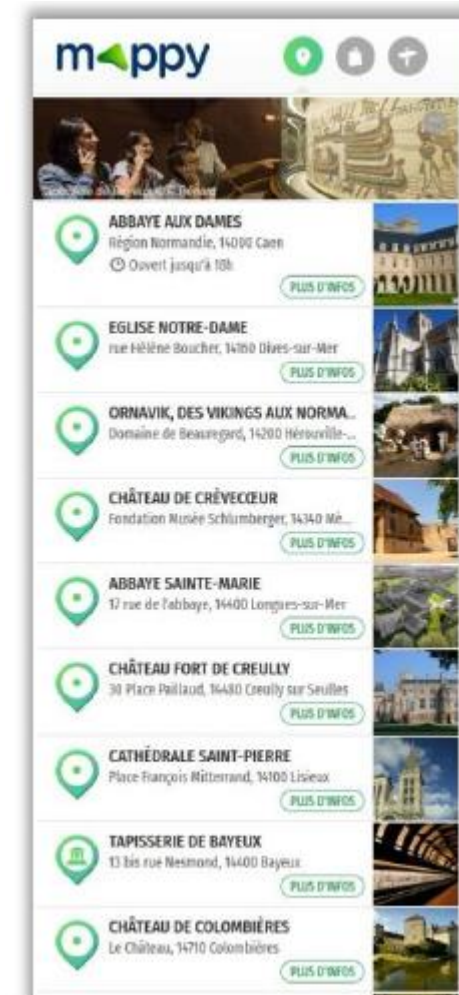 mappy
ABBAYE AUX DAMES
Région Normandie, 14000 Caen
Ouvert jusqu'à 18h
PLUS D'INFOS
EGLISE NOTRE-DAME
rue Hélène Boucher, 14160 Dives-sur-Mer
PLUS D'INFOS
ORNAVIK, DES VIKINGS AUX NORMA...
Domaine de Beauregard, 14200 Hérouville-...
PLUS D'INFOS
CHÂTEAU DE CRÈVECŒUR
Fondation Musée Schlumberger, 14340 Mé...
PLUS D'INFOS
ABBAYE SAINTE-MARIE
17 rue de l'abbaye, 14400 Longues-sur-Mer
PLUS D'INFOS
CHÂTEAU FORT DE CREULLY
30 Place Paillaud, 14480 Creully sur Seulles
PLUS D'INFOS
CATHÉDRALE SAINT-PIERRE
Place François Mitterrand, 14100 Lisieux
PLUS D'INFOS
TAPISSERIE DE BAYEUX
13 bis rue Nesmond, 14400 Bayeux
PLUS D'INFOS
CHÂTEAU DE COLOMBIÈRES
Le Château, 14710 Colombières
PLUS D'INFOS